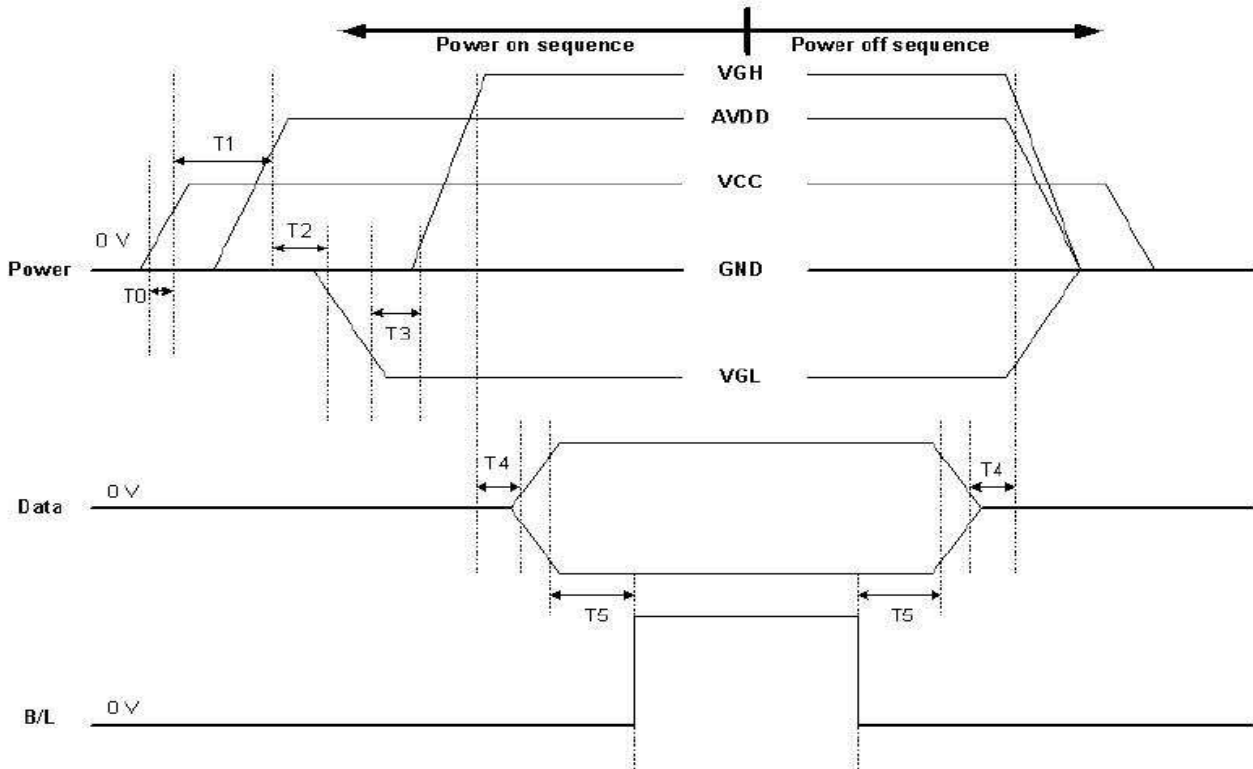 Power on sequence
Power off sequence
VGH
AVDD
T1
VCC
T2
0 V
Power
GND
T0
T3
VGL
T4
T4
0 V
Data
T5
T5
0 V
B/L